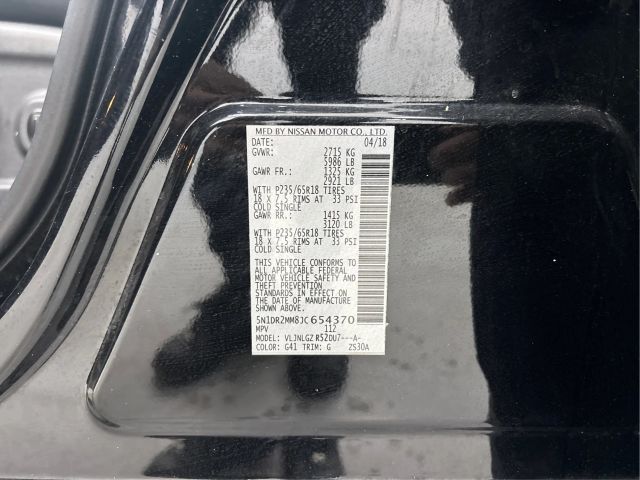 MFD BY NISSAN MOTOR CO., LTD.
DATE: 04/18
GVWR: 2715 KG
5986 LB
GAWR FR.: 1325 KG
2921 LB
WITH P235/65R18 TIRES
18 X 7.5 RIMS AT 33 PSI
COLD SINGLE
GAWR RR.: 1415 KG
3120 LB
WITH P235/65R18 TIRES
18 X 7.5 RIMS AT 33 PSI
COLD SINGLE
THIS VEHICLE CONFORMS TO
ALL APPLICABLE FEDERAL
MOTOR VEHICLE SAFETY AND
THEFT PREVENTION
STANDARDS IN EFFECT ON
THE DATE OF MANUFACTURE
SHOWN ABOVE.
5N1DR2MM8JC654370
MPV 112
MODEL: VLJNLGZ R52DU7---A-
COLOR: G41 TRIM: G ZS30A